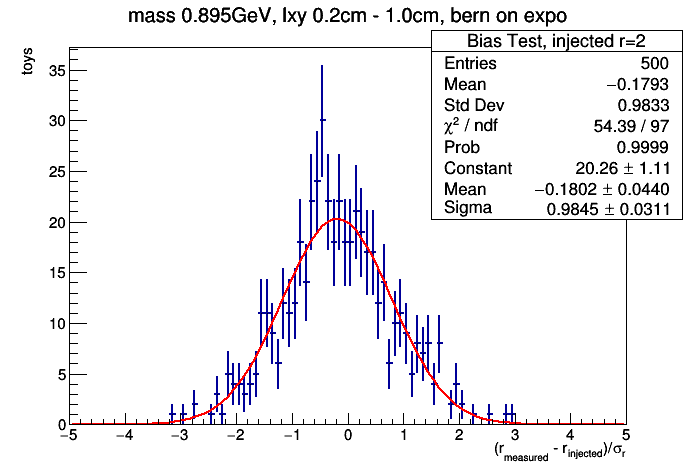 mass 0.895GeV, lxy 0.2cm - 1.0cm, bern on expo
Bias Test, injected r=2
Entries 500
Mean −0.1793
Std Dev 0.9833
χ² / ndf 54.39 / 97
Prob 0.9999
Constant 20.26 ± 1.11
Mean −0.1802 ± 0.0440
Sigma 0.9845 ± 0.0311
toys
35
30
25
20
15
10
5
0
−5 −4 −3 −2 −1 0 1 2 3 4 5
(r_measured - r_injected)/σ_r